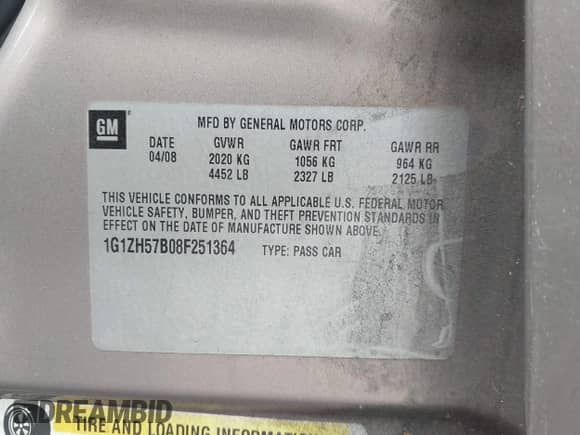 GM
MFD BY GENERAL MOTORS CORP.
DATE GVWR GAWR FRT GAWR RR
04/08 2020 KG 1056 KG 964 KG
4452 LB 2327 LB 2125 LB
THIS VEHICLE CONFORMS TO ALL APPLICABLE U.S. FEDERAL MOTOR
VEHICLE SAFETY, BUMPER, AND THEFT PREVENTION STANDARDS IN
EFFECT ON THE DATE OF MANUFACTURE SHOWN ABOVE.
1G1ZH57B08F251364 TYPE: PASS CAR
DREAMBID
TIRE AND LOADING INFORMATION